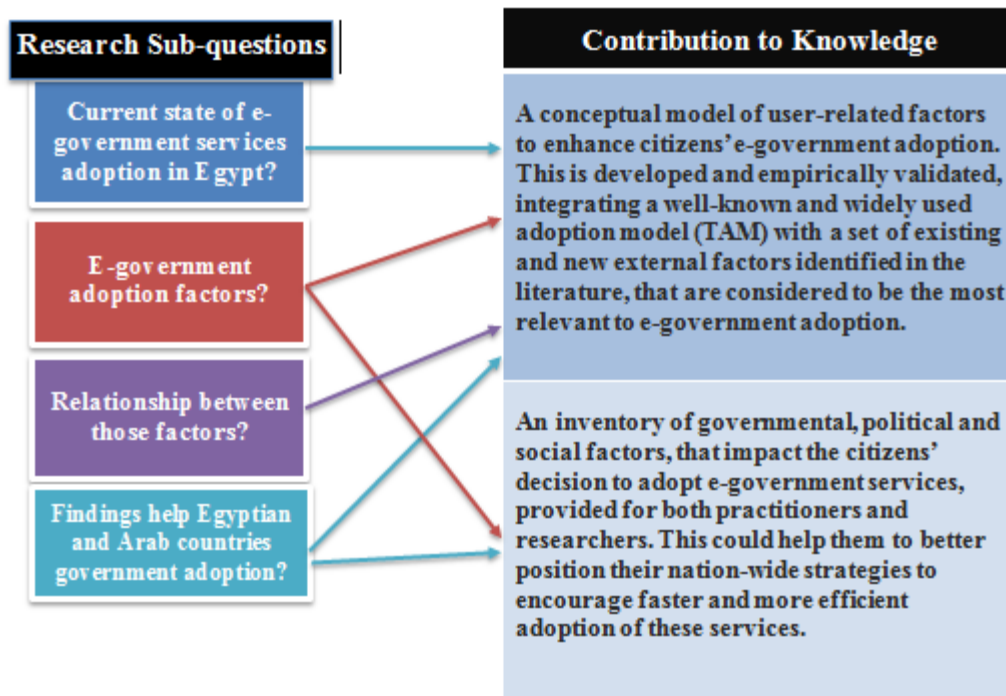 Research Sub-questions
Current state of e-
government services
adoption in Egypt?
E-government
adoption factors?
Relationship between
those factors?
Findings help Egyptian
and Arab countries
government adoption?
Contribution to Knowledge
A conceptual model of user-related factors
to enhance citizens’ e-government adoption.
This is developed and empirically validated,
integrating a well-known and widely used
adoption model (TAM) with a set of existing
and new external factors identified in the
literature, that are considered to be the most
relevant to e-government adoption.
An inventory of governmental, political and
social factors, that impact the citizens’
decision to adopt e-government services,
provided for both practitioners and
researchers. This could help them to better
position their nation-wide strategies to
encourage faster and more efficient
adoption of these services.